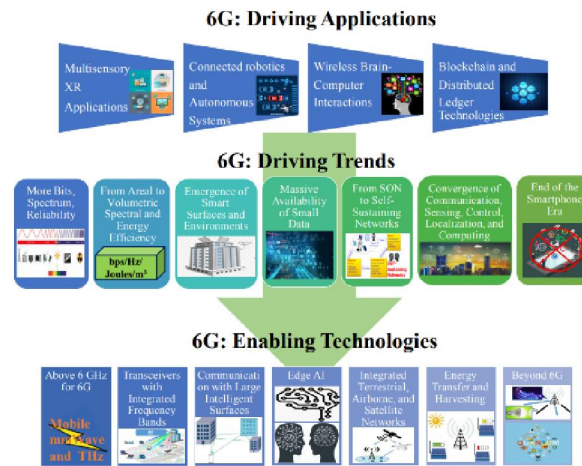 6G: Driving Applications
Multisensory
XR
Applications
Connected robotics
and
Autonomous
Systems
Wireless Brain-
Computer
Interactions
Blockchain and
Distributed
Ledger
Technologies
6G: Driving Trends
More Bits,
Spectrum,
Reliability
From Areal to
Volumetric
Spectral and
Energy
Efficiency
bps/Hz/
Joules/m³
Emergence of
Smart
Surfaces and
Environments
Massive
Availability
of Small
Data
From SON
to Self-
Sustaining
Networks
Convergence of
Communication,
Sensing, Control,
Localization, and
Computing
End of the
Smartphone
Era
6G: Enabling Technologies
Above 6 GHz
for 6G
Mobile
mmWave
and THz
Transceivers
with
Integrated
Frequency
Bands
Communicati
on with Large
Intelligent
Surfaces
Edge AI
Integrated
Terrestrial,
Airborne, and
Satellite
Networks
Energy
Transfer and
Harvesting
Beyond 6G